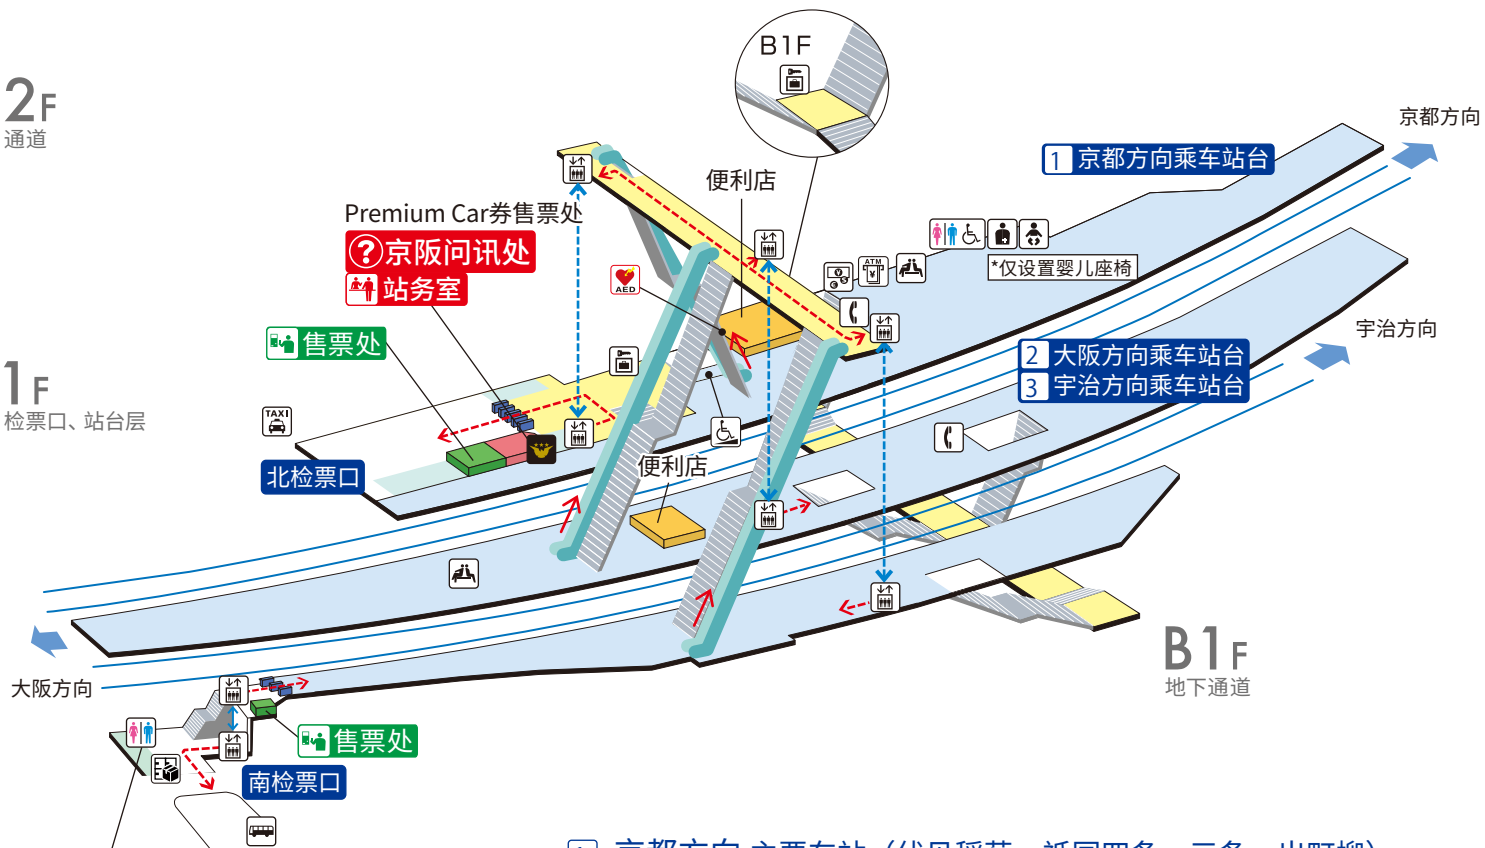 B1F
2F
通道
京都方向
1 京都方向乘车站台
便利店
Premium Car券售票处
?京阪问讯处
站务室
*仅设置婴儿座椅
ATM
AED
售票处
宇治方向
2 大阪方向乘车站台
3 宇治方向乘车站台
1F
检票口、站台层
TAXI
北检票口
便利店
B1F
地下通道
大阪方向
售票处
南检票口